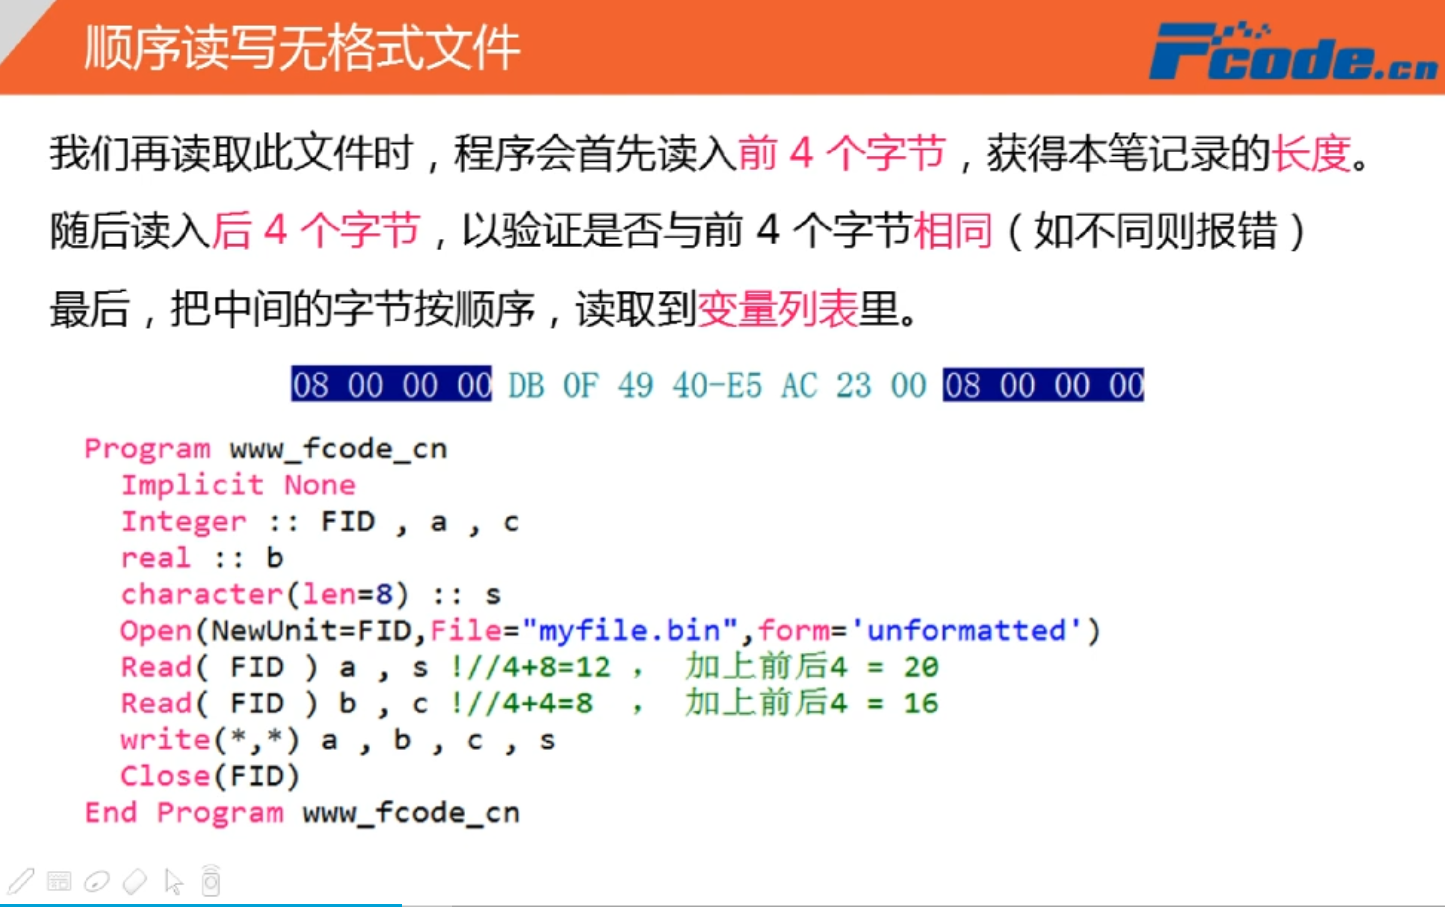 顺序读写无格式文件
Fcode.cn
我们再读取此文件时，程序会首先读入前 4 个字节，获得本笔记录的长度。
随后读入后 4 个字节，以验证是否与前 4 个字节相同（如不同则报错）
最后，把中间的字节按顺序，读取到变量列表里。
08 00 00 00 DB 0F 49 40-E5 AC 23 00 08 00 00 00
Program www_fcode_cn
  Implicit None
  Integer :: FID , a , c
  real :: b
  character(len=8) :: s
  Open(NewUnit=FID,File="myfile.bin",form='unformatted')
  Read( FID ) a , s !//4+8=12 ， 加上前后4 = 20
  Read( FID ) b , c !//4+4=8 ， 加上前后4 = 16
  write(*,*) a , b , c , s
  Close(FID)
End Program www_fcode_cn